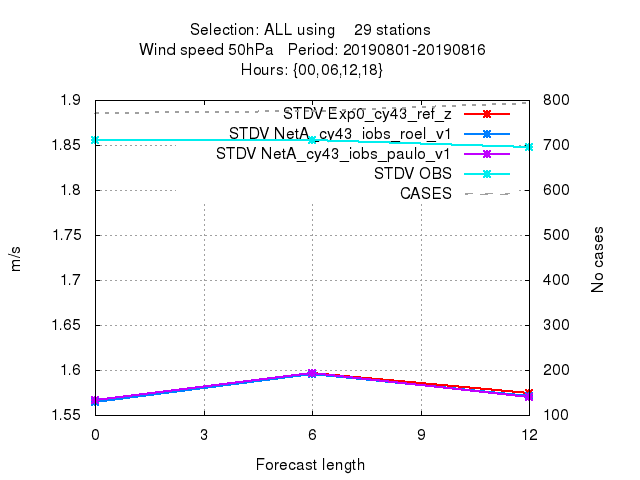 Selection: ALL using 29 stations
Wind speed 50hPa Period: 20190801-20190816
Hours: {00,06,12,18}
1.9 800
STDV Exp0_cy43_ref_z
STDV NetA_cy43_iobs_roel_v1
1.85 700
STDV NetA_cy43_iobs_paulo_v1
STDV OBS
1.8 600
CASES
1.75 500
m/s
No cases
1.7 400
1.65 300
1.6 200
1.55 100
0 3 6 9 12
Forecast length